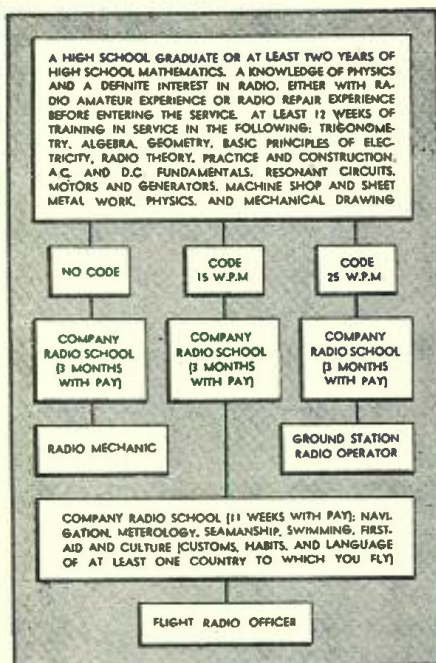 A HIGH SCHOOL GRADUATE OR AT LEAST TWO YEARS OF
HIGH SCHOOL MATHEMATICS. A KNOWLEDGE OF PHYSICS
AND A DEFINITE INTEREST IN RADIO, EITHER WITH RA-
DIO AMATEUR EXPERIENCE OR RADIO REPAIR EXPERIENCE
BEFORE ENTERING THE SERVICE. AT LEAST 12 WEEKS OF
TRAINING IN SERVICE IN THE FOLLOWING: TRIGONOME-
TRY, ALGEBRA, GEOMETRY, BASIC PRINCIPLES OF ELEC-
TRICITY, RADIO THEORY, PRACTICE AND CONSTRUCTION,
A.C. AND D.C FUNDAMENTALS, RESONANT CIRCUITS,
MOTORS AND GENERATORS, MACHINE SHOP AND SHEET
METAL WORK, PHYSICS, AND MECHANICAL DRAWING
NO CODE
CODE
15 W.P.M
CODE
25 W.P.M
COMPANY
RADIO SCHOOL
(3 MONTHS
WITH PAY)
COMPANY
RADIO SCHOOL
(3 MONTHS
WITH PAY)
COMPANY
RADIO SCHOOL
(3 MONTHS
WITH PAY)
RADIO MECHANIC
GROUND STATION
RADIO OPERATOR
COMPANY RADIO SCHOOL (11 WEEKS WITH PAY): NAVI-
GATION, METEROLOGY, SEAMANSHIP, SWIMMING, FIRST-
AID AND CULTURE (CUSTOMS, HABITS, AND LANGUAGE
OF AT LEAST ONE COUNTRY TO WHICH YOU FLY)
FLIGHT RADIO OFFICER